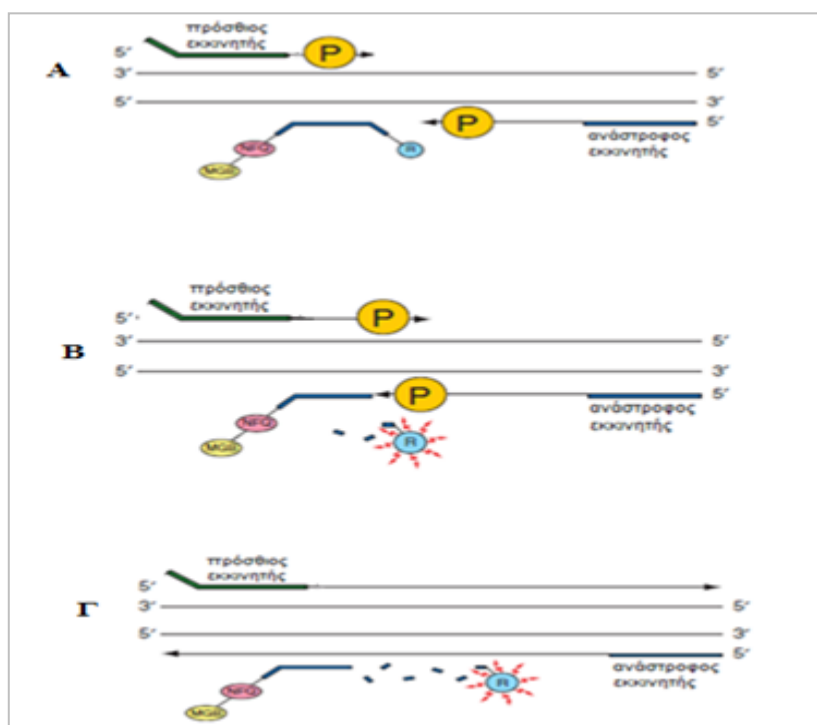 πρόσθιος
εκκινητής
P
A
5′
3′
5′
5′
3′
P
5′
NFQ
R
MGB
ανάστροφος
εκκινητής
πρόσθιος
εκκινητής
P
5′
3′
5′
B
5′
3′
P
5′
NFQ
ανάστροφος
εκκινητής
MGB
R
πρόσθιος
εκκινητής
5′
Γ
3′
5′
5′
3′
5′
ανάστροφος
εκκινητής
NFQ
R
MGB